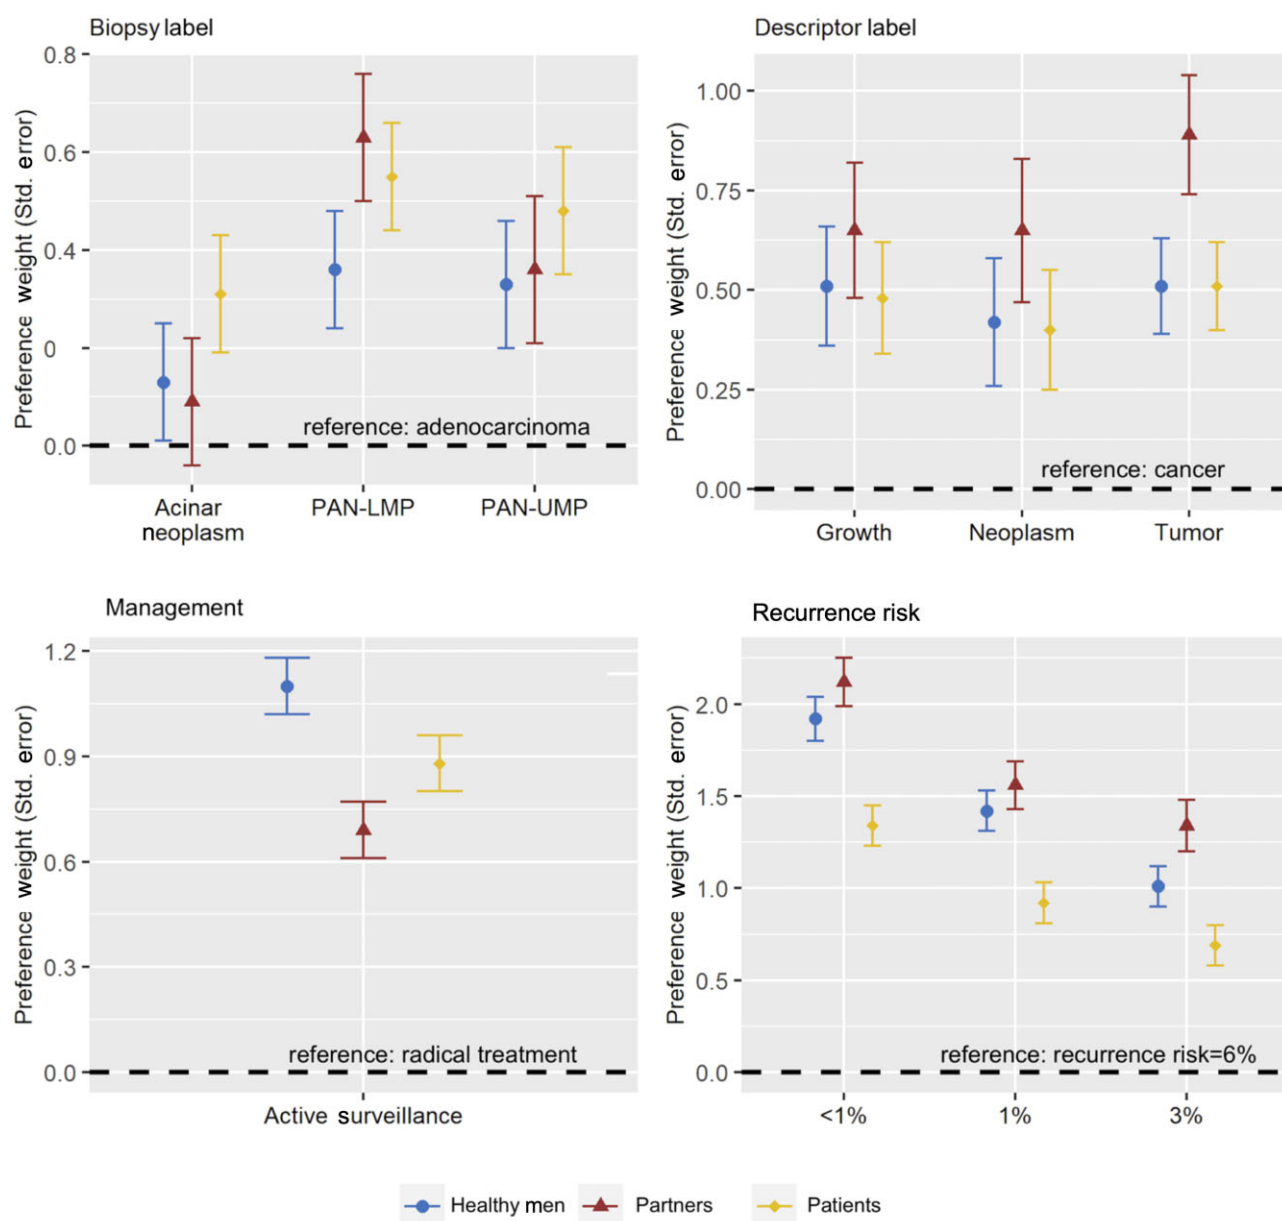 Biopsy label
Preference weight (Std. error)
0.8
0.6
0.4
0
0.0
reference: adenocarcinoma
Acinar
neoplasm
PAN-LMP
PAN-UMP
Descriptor label
Preference weight (Std. error)
1.00
0.75
0.50
0.25
0.00
reference: cancer
Growth
Neoplasm
Tumor
Management
Preference weight (Std. error)
1.2
0.9
0.6
0.3
0.0
reference: radical treatment
Active surveillance
Recurrence risk
Preference weight (Std. error)
2.0
1.5
1.0
0.5
0.0
reference: recurrence risk=6%
<1%
1%
3%
Healthy men
Partners
Patients